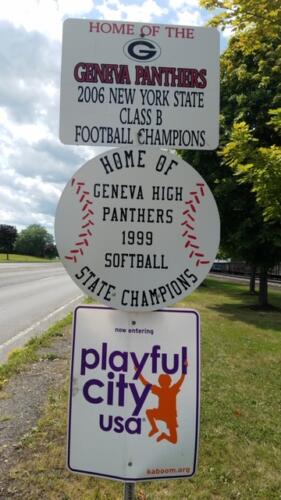 HOME OF THE
G
GENEVA PANTHERS
2006 NEW YORK STATE
CLASS B
FOOTBALL CHAMPIONS
HOME OF
GENEVA HIGH
PANTHERS
1999
SOFTBALL
STATE CHAMPIONS
now entering
playful
city
usa
kaboom.org